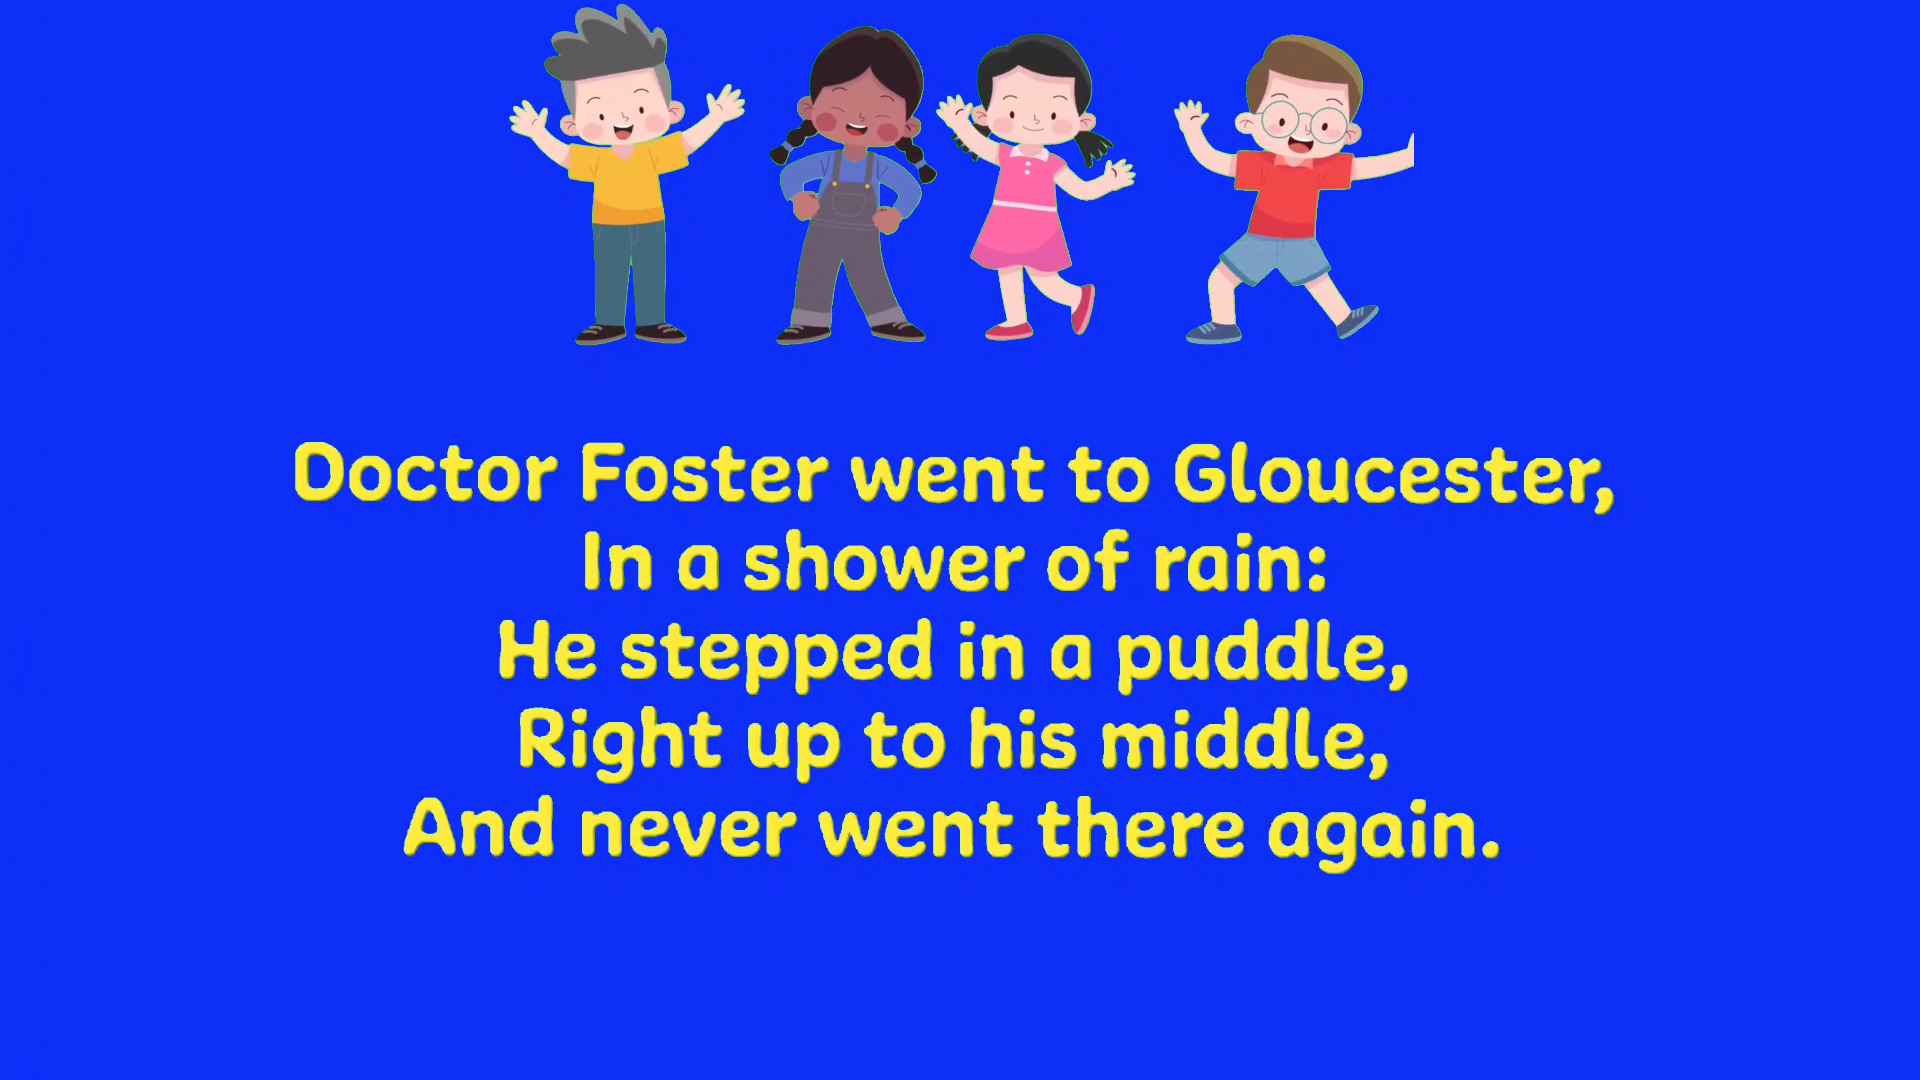 Doctor Foster went to Gloucester,
In a shower of rain:
He stepped in a puddle,
Right up to his middle,
And never went there again.